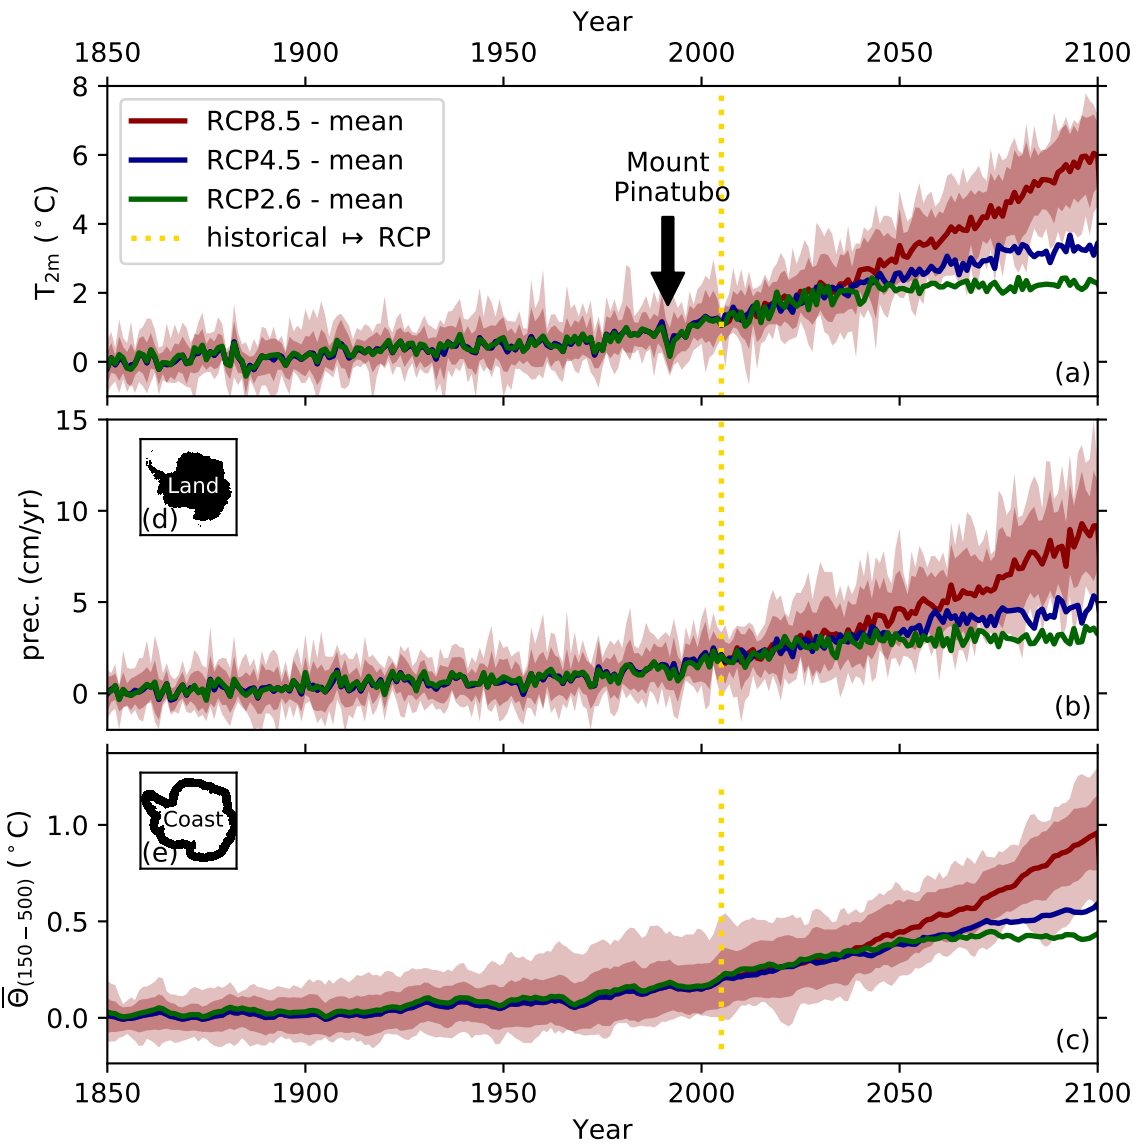 Year
1850 1900 1950 2000 2050 2100
8
6
4
2
0
T2m (°C)
RCP8.5 - mean
RCP4.5 - mean
RCP2.6 - mean
historical ↦ RCP
Mount
Pinatubo
(a)
15
10
5
0
prec. (cm/yr)
Land
(d)
(b)
1.0
0.5
0.0
Θ̅(150−500) (°C)
Coast
(e)
(c)
1850 1900 1950 2000 2050 2100
Year